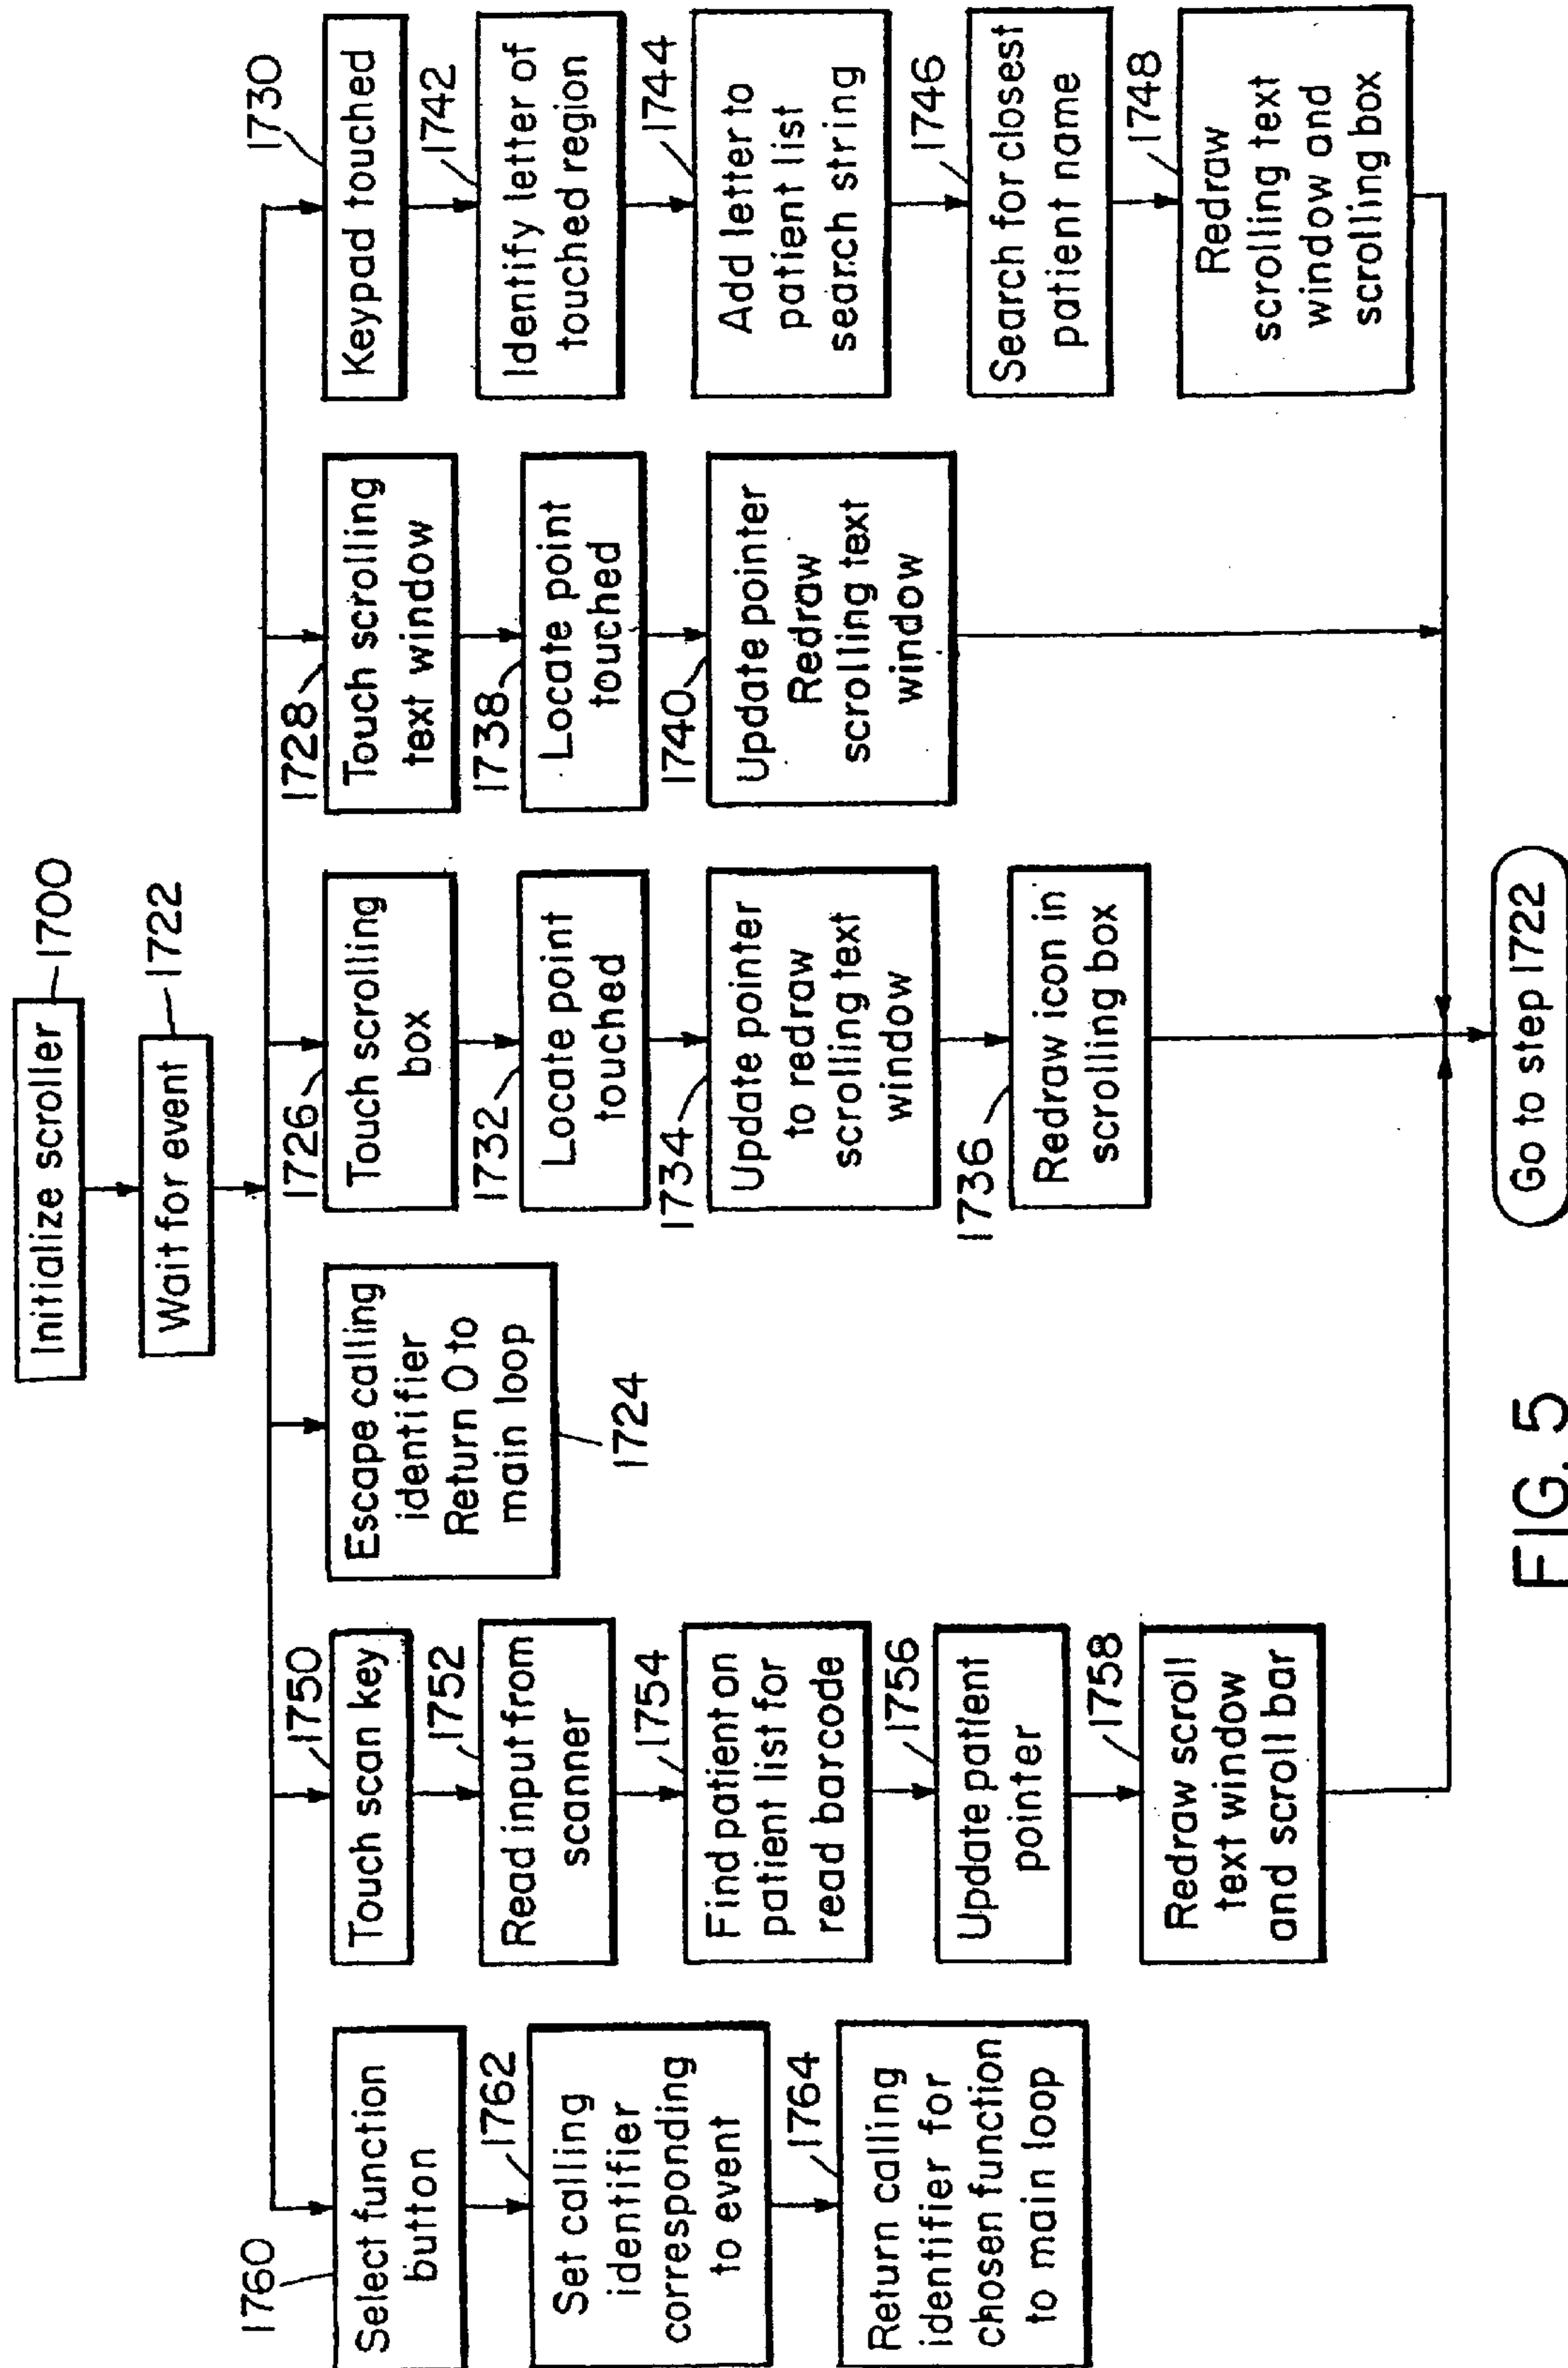 Initialize scroller
1700
Wait for event
1722
1760
Select function
button
1762
Set calling
identifier
corresponding
to event
1764
Return calling
identifier for
chosen function
to main loop
1750
Touch scan key
1752
Read input from
scanner
1754
Find patient on
patient list for
read barcode
1756
Update patient
pointer
1758
Redraw scroll
text window
and scroll bar
Escape calling
identifier
Return 0 to
main loop
1724
1726
Touch scrolling
box
1732
Locate point
touched
1734
Update pointer
to redraw
scrolling text
window
1736
Redraw icon in
scrolling box
1728
Touch scrolling
text window
1738
Locate point
touched
1740
Update pointer
Redraw
scrolling text
window
1730
Keypad touched
1742
Identify letter of
touched region
1744
Add letter to
patient list
search string
1746
Search for closest
patient name
1748
Redraw
scrolling text
window and
scrolling box
Go to step 1722
FIG. 5